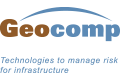 Geocomp
Technologies to manage risk
for infrastructure